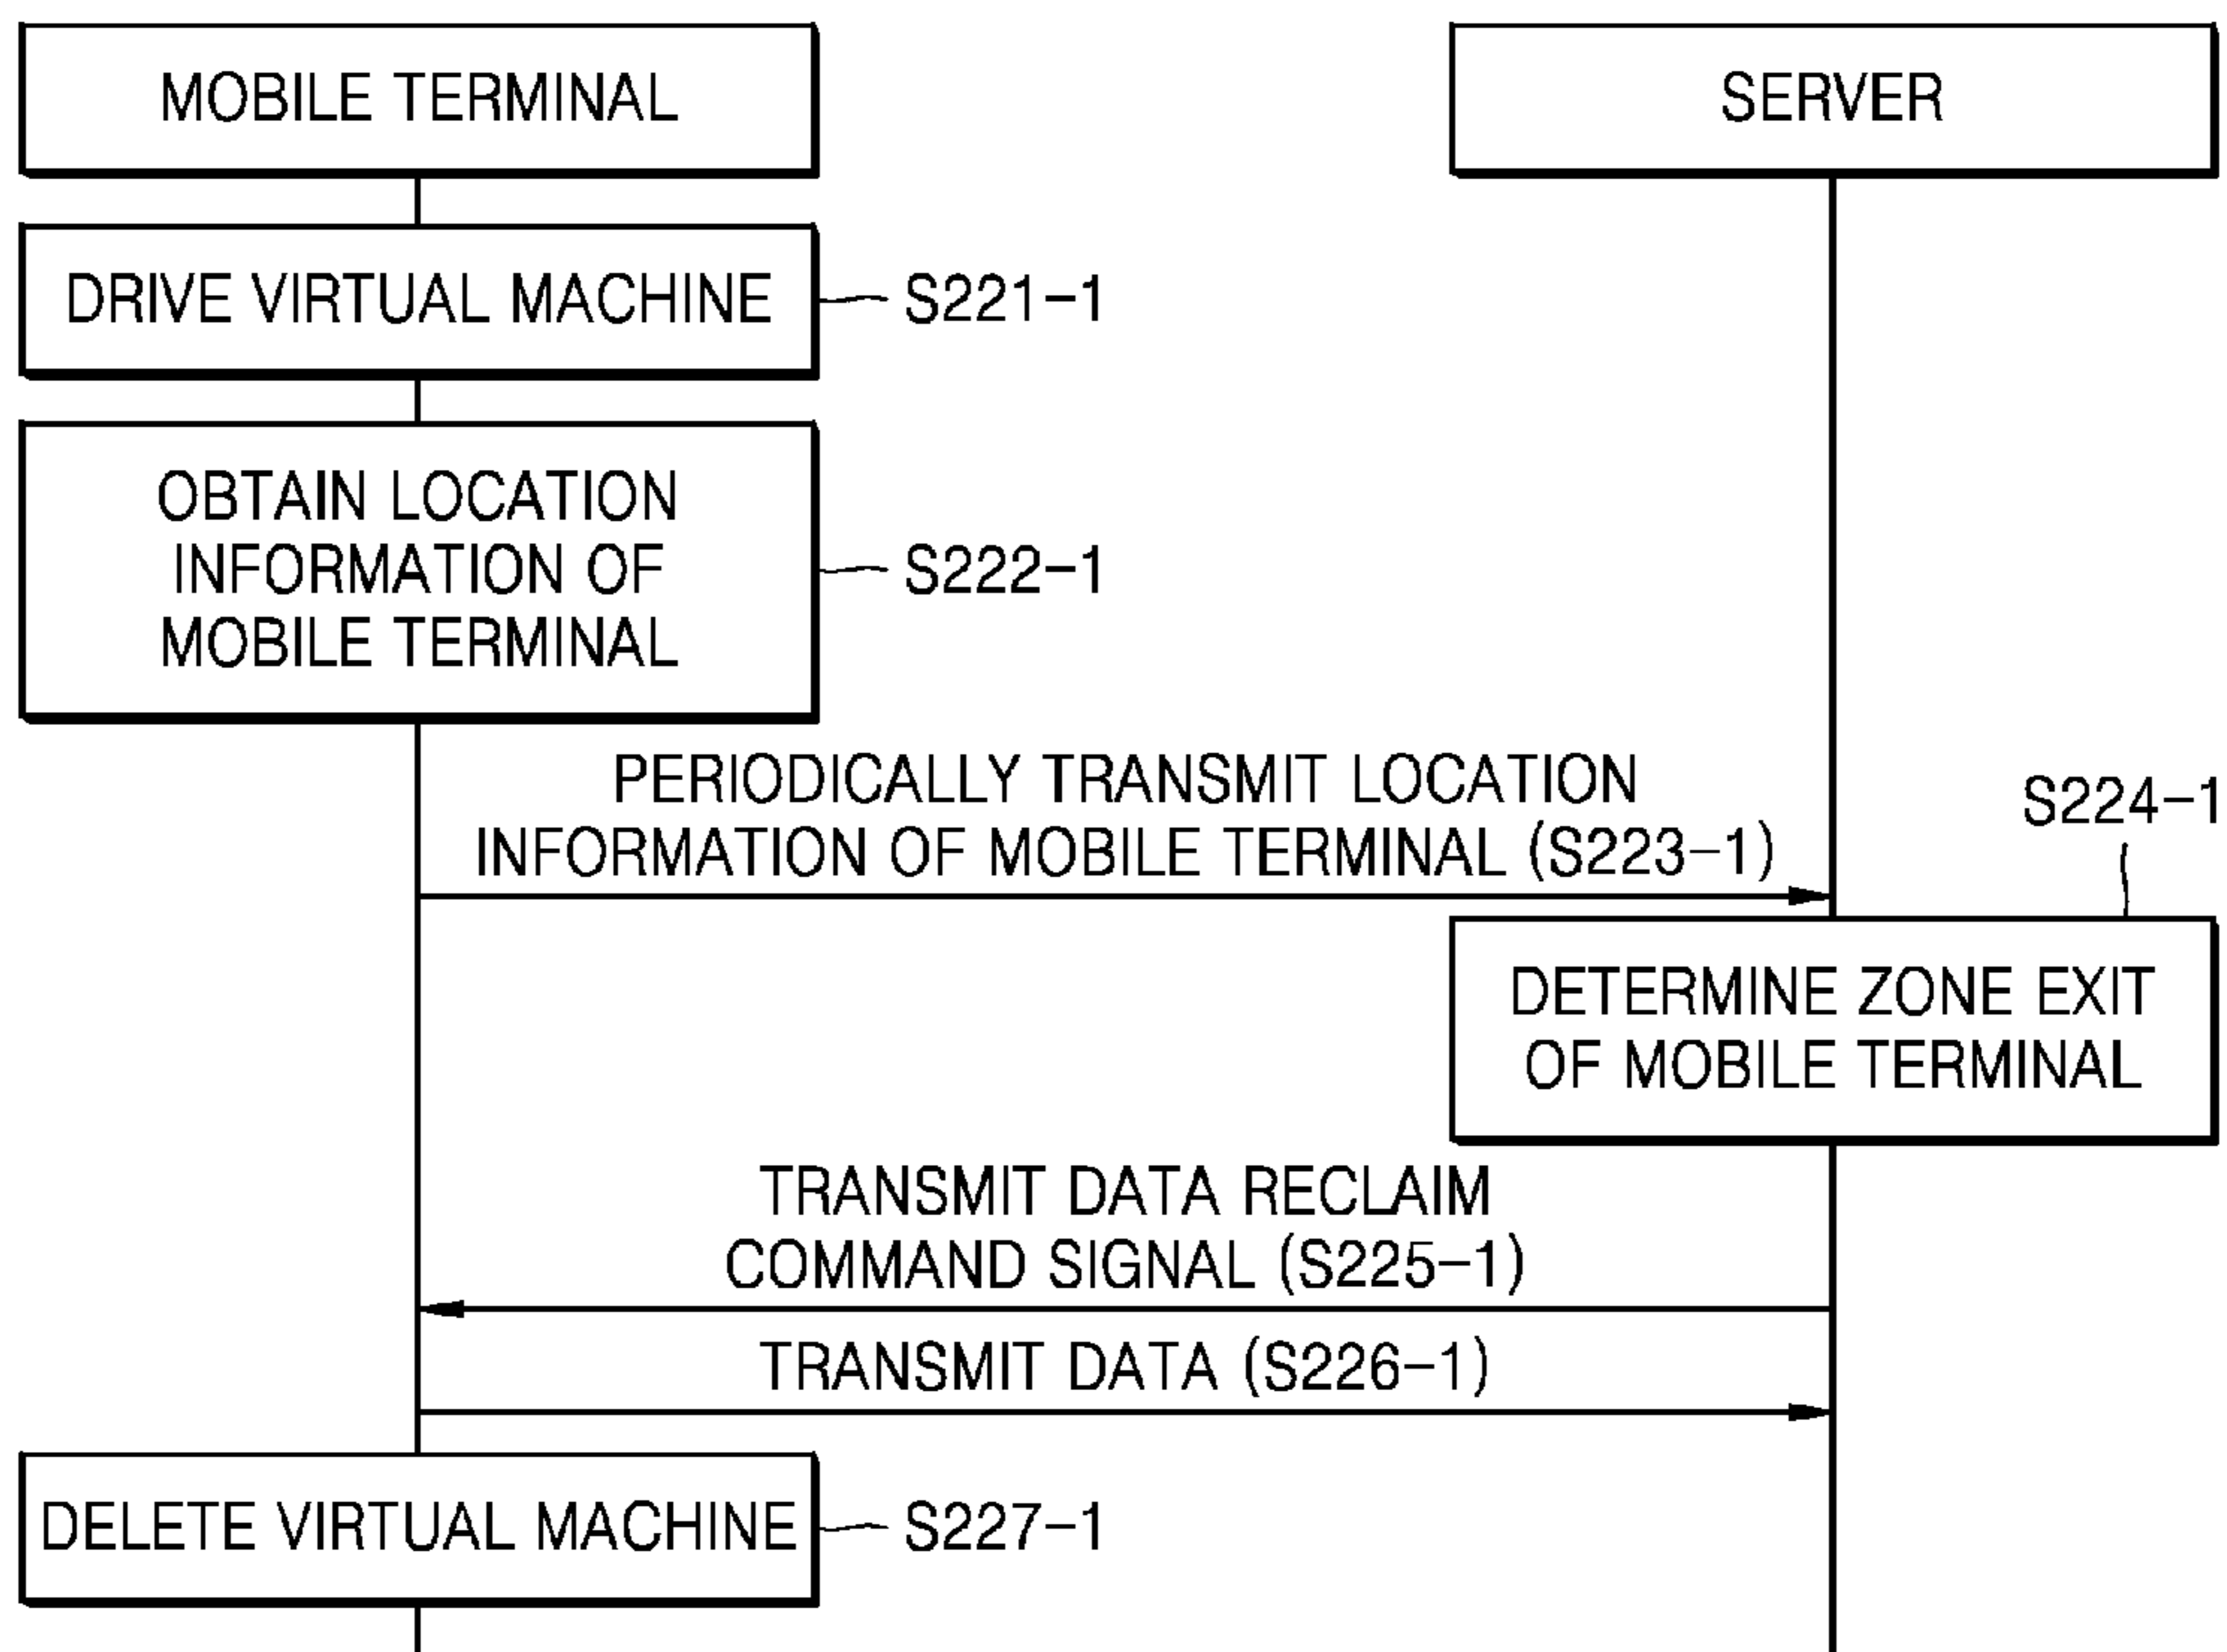 MOBILE TERMINAL
SERVER
DRIVE VIRTUAL MACHINE
S221-1
OBTAIN LOCATION
INFORMATION OF
MOBILE TERMINAL
S222-1
PERIODICALLY TRANSMIT LOCATION
INFORMATION OF MOBILE TERMINAL (S223-1)
S224-1
DETERMINE ZONE EXIT
OF MOBILE TERMINAL
TRANSMIT DATA RECLAIM
COMMAND SIGNAL (S225-1)
TRANSMIT DATA (S226-1)
DELETE VIRTUAL MACHINE
S227-1